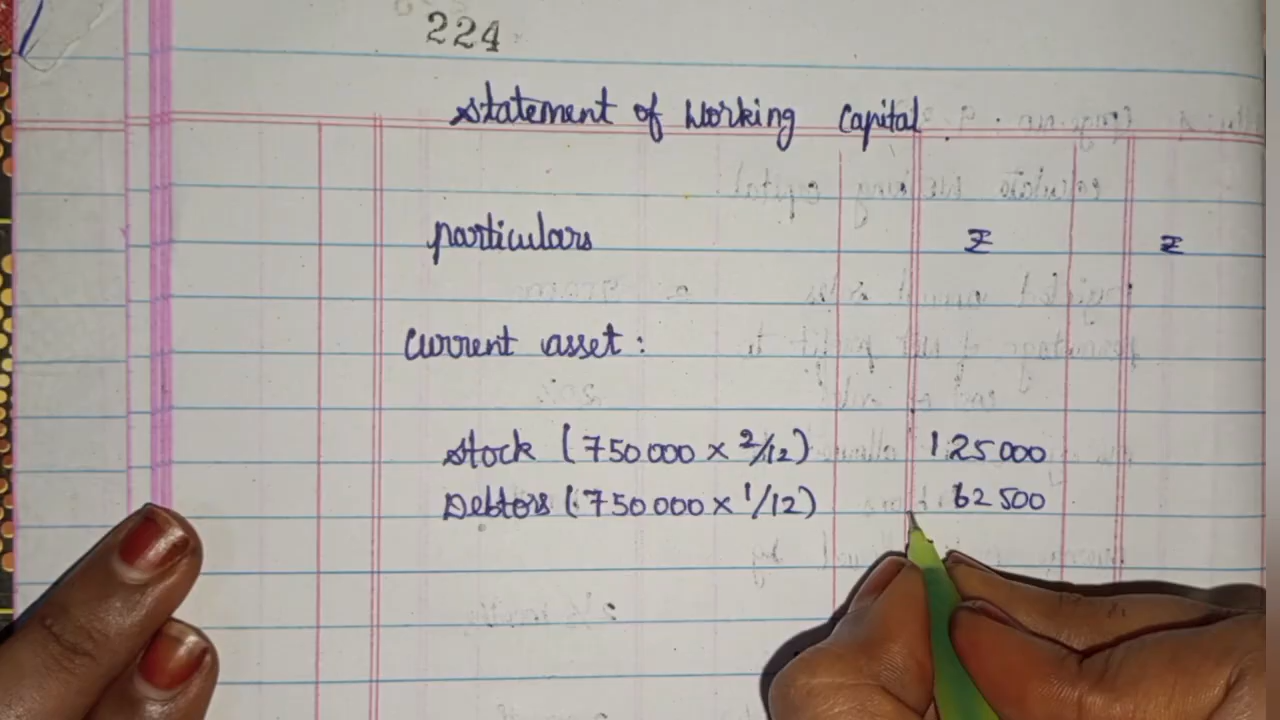 224
Statement of Working Capital
particulars ₹ ₹
Current asset:
Stock (750000 × 2/12) 125000
Debtors (750000 × 1/12) 62500